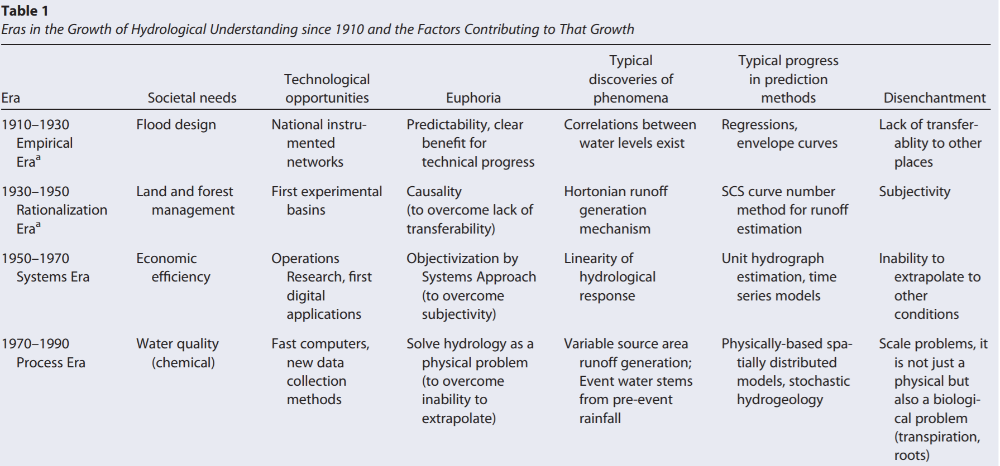 Table 1
Eras in the Growth of Hydrological Understanding since 1910 and the Factors Contributing to That Growth
Era
Societal needs
Technological
opportunities
Euphoria
Typical
discoveries of
phenomena
Typical progress
in prediction
methods
Disenchantment
1910–1930
Empirical
Eraª
Flood design
National instru-
mented
networks
Predictability, clear
benefit for
technical progress
Correlations between
water levels exist
Regressions,
envelope curves
Lack of transfer-
ablity to other
places
1930–1950
Rationalization
Eraª
Land and forest
management
First experimental
basins
Causality
(to overcome lack of
transferability)
Hortonian runoff
generation
mechanism
SCS curve number
method for runoff
estimation
Subjectivity
1950–1970
Systems Era
Economic
efficiency
Operations
Research, first
digital
applications
Objectivization by
Systems Approach
(to overcome
subjectivity)
Linearity of
hydrological
response
Unit hydrograph
estimation, time
series models
Inability to
extrapolate to
other
conditions
1970–1990
Process Era
Water quality
(chemical)
Fast computers,
new data
collection
methods
Solve hydrology as a
physical problem
(to overcome
inability to
extrapolate)
Variable source area
runoff generation;
Event water stems
from pre-event
rainfall
Physically-based spa-
tially distributed
models, stochastic
hydrogeology
Scale problems, it
is not just a
physical but
also a biologi-
cal problem
(transpiration,
roots)